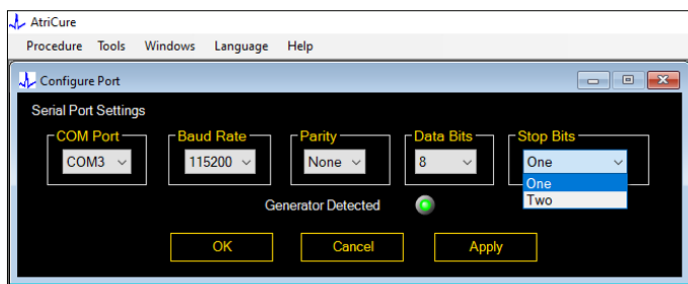 AtriCure
Procedure Tools Windows Language Help
Configure Port
Serial Port Settings
COM Port Baud Rate Parity Data Bits Stop Bits
COM3 115200 None 8 One
One
Generator Detected Two
OK Cancel Apply